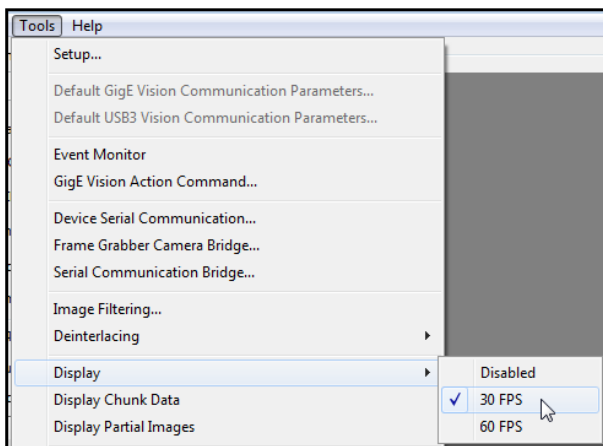 Tools Help
Setup...
Default GigE Vision Communication Parameters...
Default USB3 Vision Communication Parameters...
Event Monitor
GigE Vision Action Command...
Device Serial Communication...
Frame Grabber Camera Bridge...
Serial Communication Bridge...
Image Filtering...
Deinterlacing
Display
Disabled
Display Chunk Data
30 FPS
Display Partial Images
60 FPS